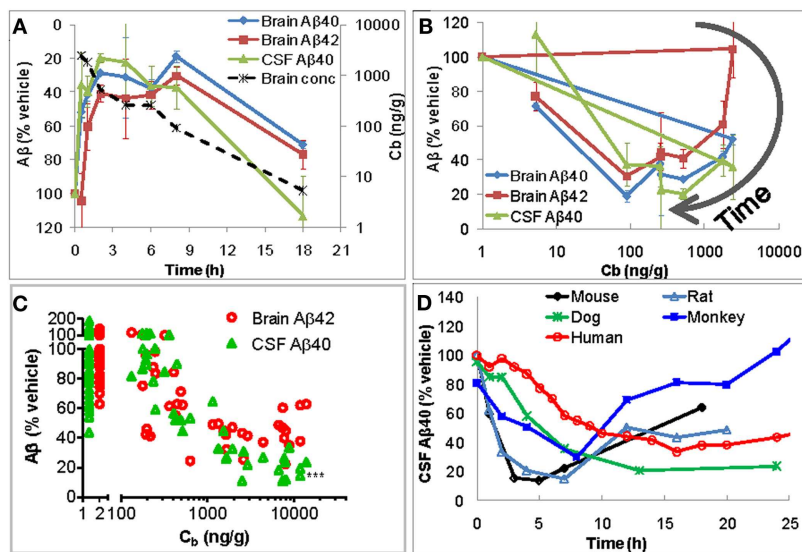 A
Brain Aβ40
Brain Aβ42
CSF Aβ40
Brain conc
Aβ (% vehicle)
0
20
40
60
80
100
120
10000
1000
100
10
1
Cb (ng/g)
0 3 6 9 12 15 18 21
Time (h)
B
Aβ (% vehicle)
120
100
80
60
40
20
0
Brain Aβ40
Brain Aβ42
CSF Aβ40
Time
1 10 100 1000 10000
Cb (ng/g)
C
Brain Aβ42
CSF Aβ40
Aβ (% vehicle)
200
100
100
80
60
40
20
0
***
1 2 100 1000 10000
Cb (ng/g)
D
Mouse
Rat
Dog
Monkey
Human
CSF Aβ40 (% vehicle)
140
120
100
80
60
40
20
0
0 5 10 15 20 25
Time (h)